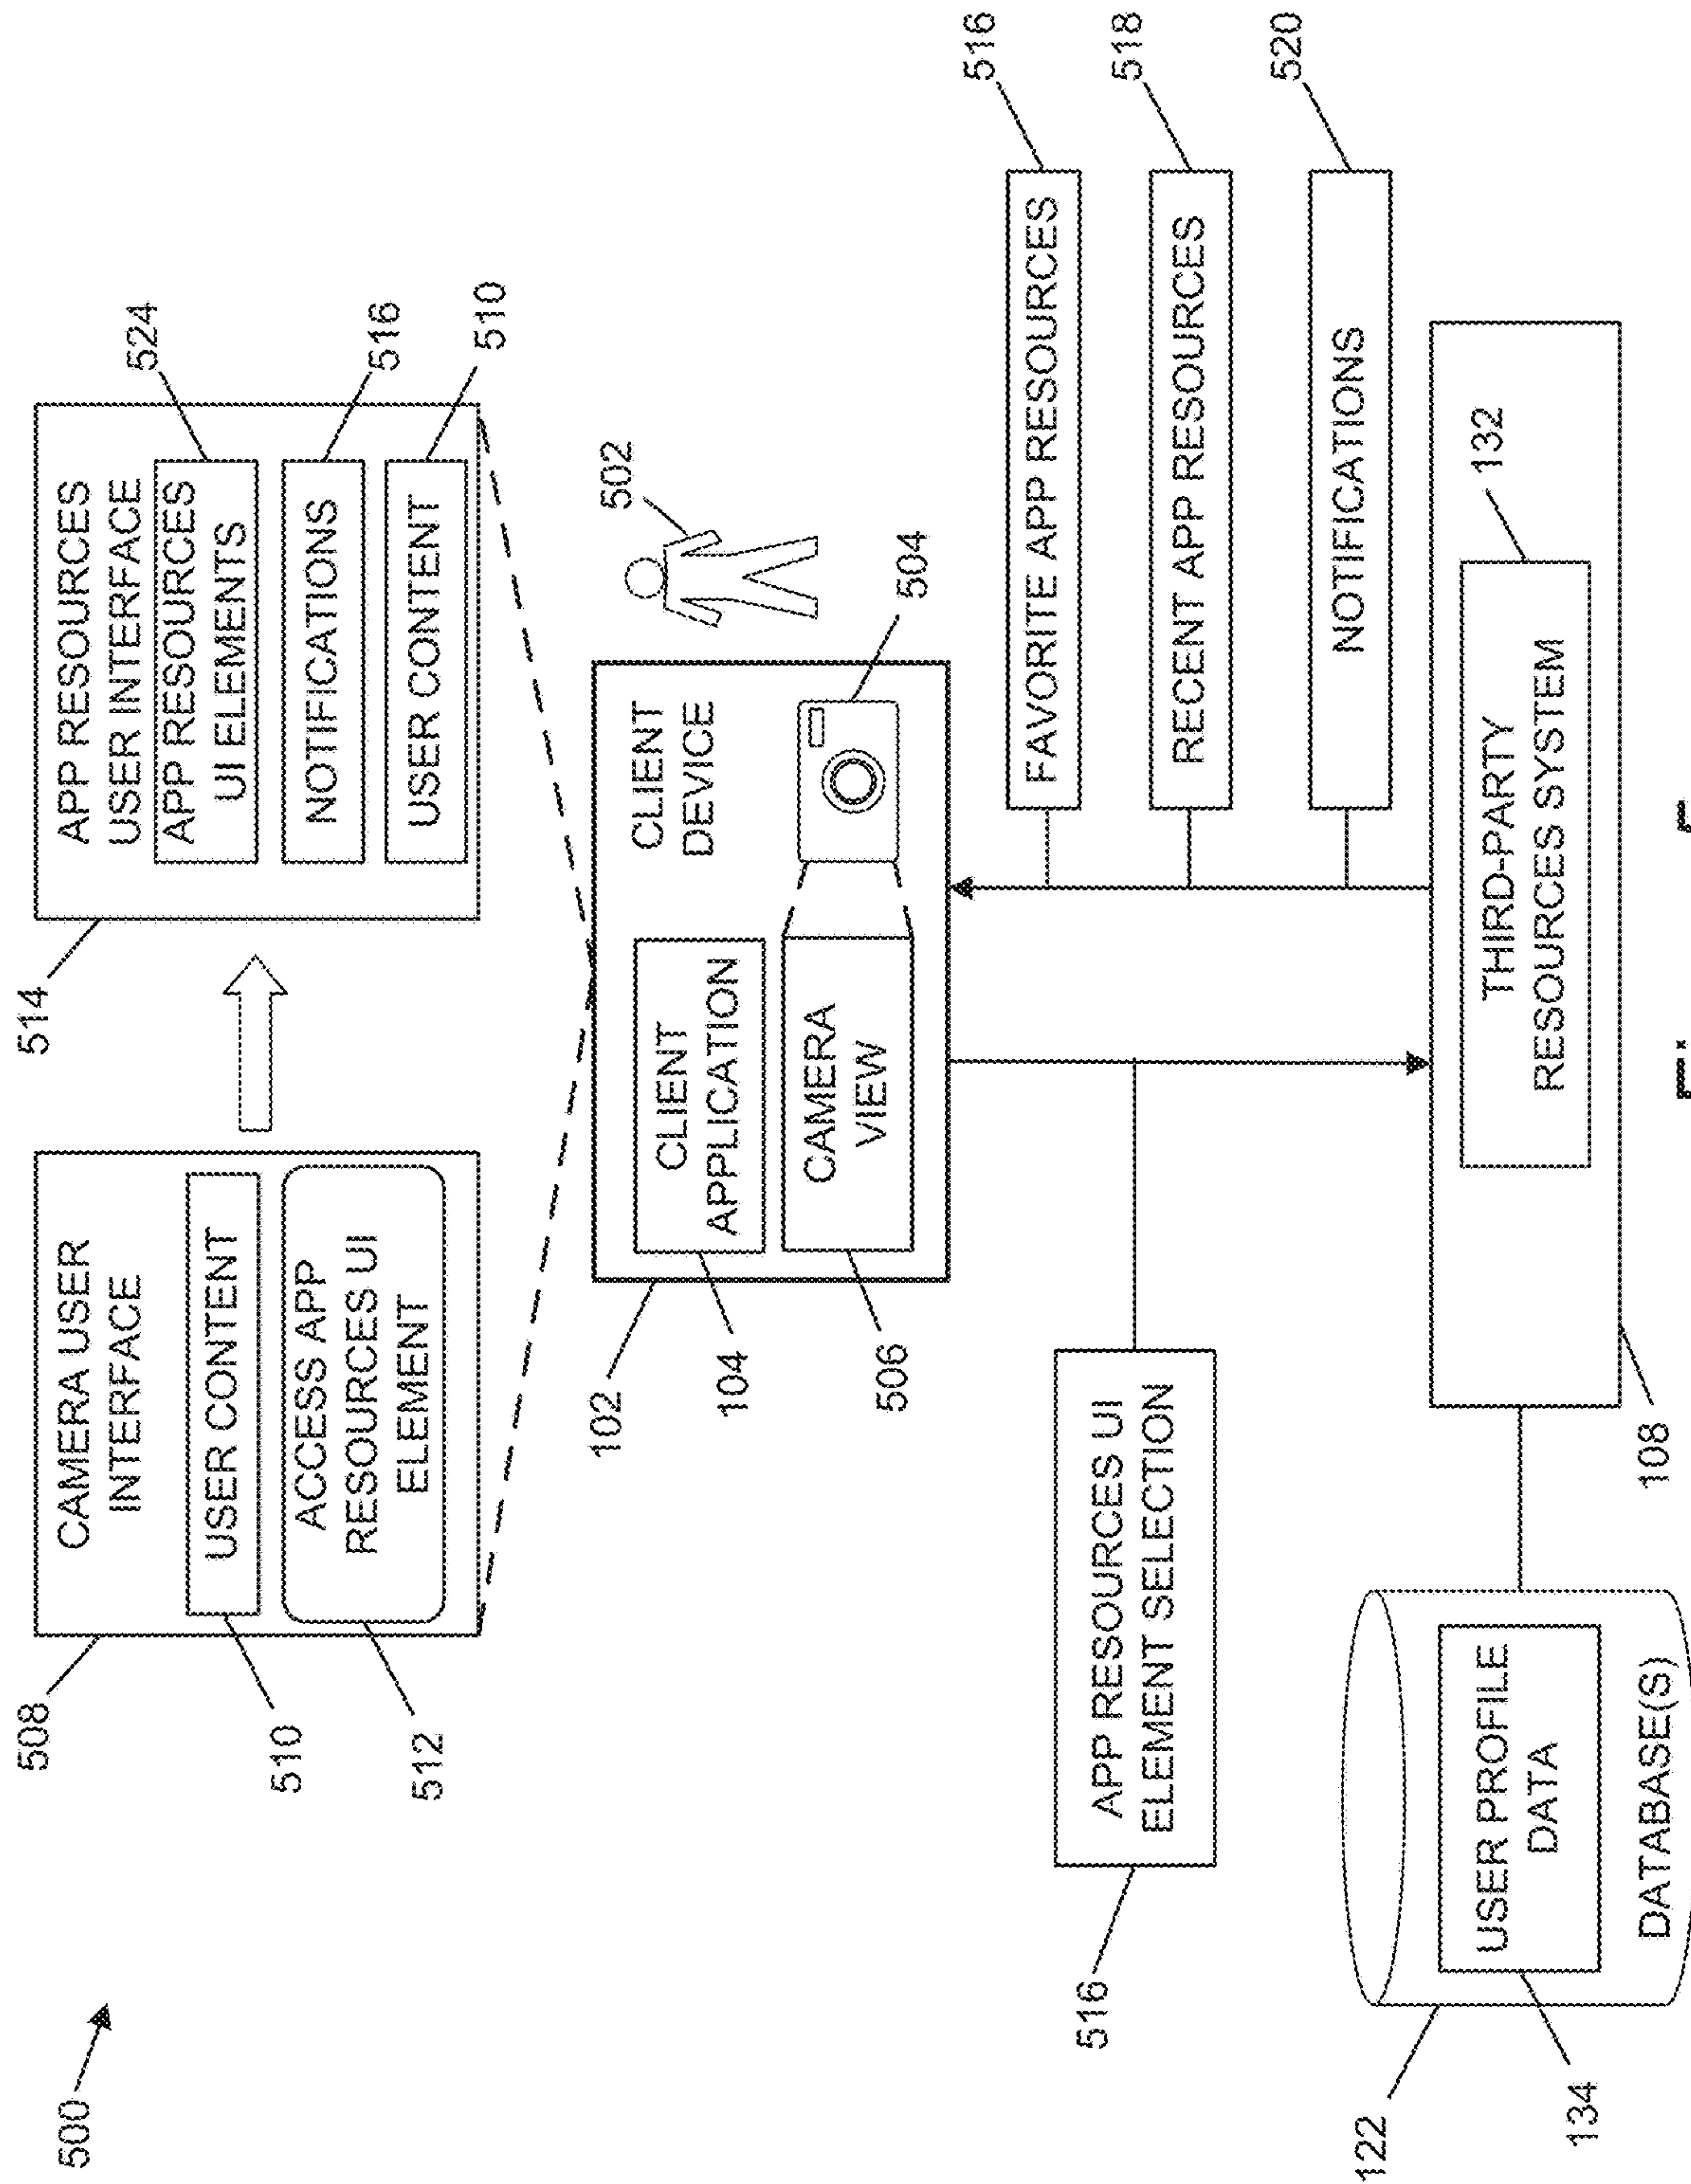 500
508
CAMERA USER
INTERFACE
510
USER CONTENT
512
ACCESS APP
RESOURCES UI
ELEMENT
514
APP RESOURCES
USER INTERFACE
524
APP RESOURCES
UI ELEMENTS
516
NOTIFICATIONS
510
USER CONTENT
502
102
CLIENT
DEVICE
104
CLIENT
APPLICATION
504
506
CAMERA
VIEW
516
APP RESOURCES UI
ELEMENT SELECTION
516
FAVORITE APP RESOURCES
518
RECENT APP RESOURCES
520
NOTIFICATIONS
122
134
USER PROFILE
DATA
DATABASE(S)
108
132
THIRD-PARTY
RESOURCES SYSTEM